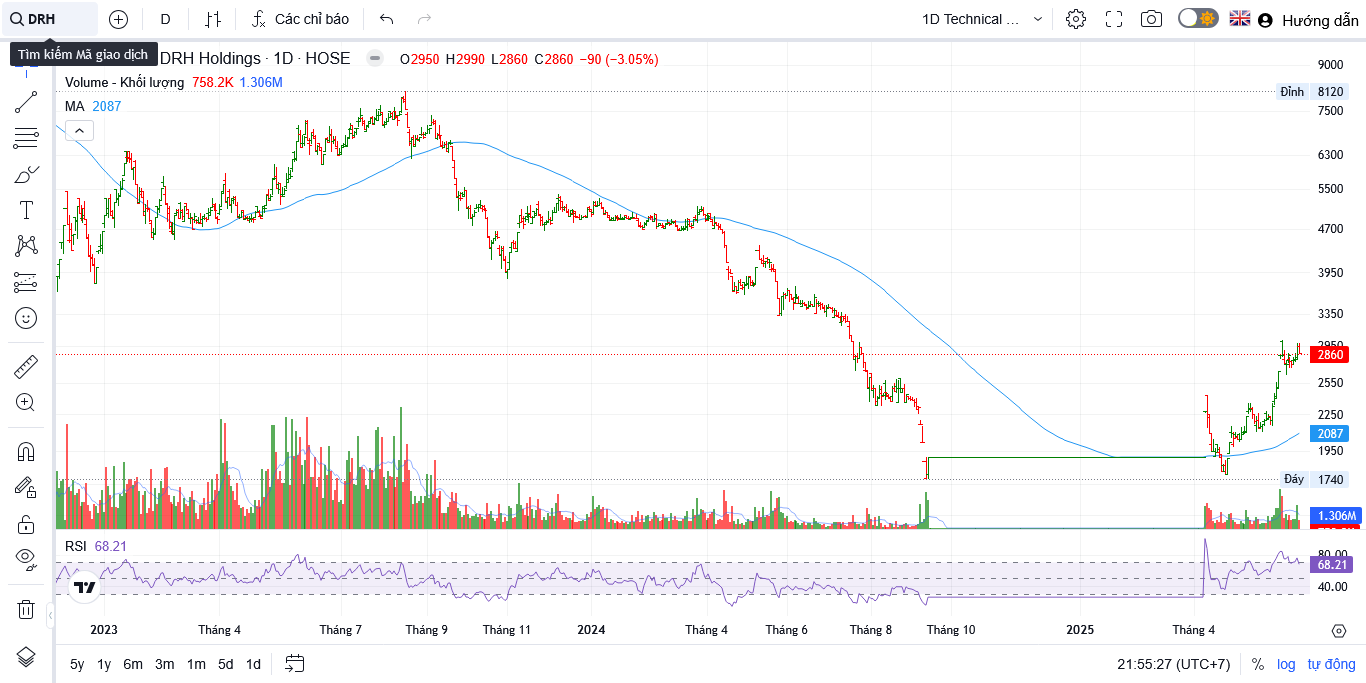 DRH D Các chỉ báo 1D Technical ... Hướng dẫn
Tìm kiếm Mã giao dịch
DRH Holdings · 1D · HOSE O2950 H2990 L2860 C2860 −90 (−3.05%)
Volume - Khối lượng 758.2K 1.306M
MA 2087
9000
Đỉnh 8120
7500
6300
5500
4700
3950
3350
2950
2860
2550
2250
2087
1950
Đáy 1740
1.306M
RSI 68.21
80.00
68.21
40.00
2023 Tháng 4 Tháng 7 Tháng 9 Tháng 11 2024 Tháng 4 Tháng 6 Tháng 8 Tháng 10 2025 Tháng 4
5y 1y 6m 3m 1m 5d 1d 21:55:27 (UTC+7) % log tự động